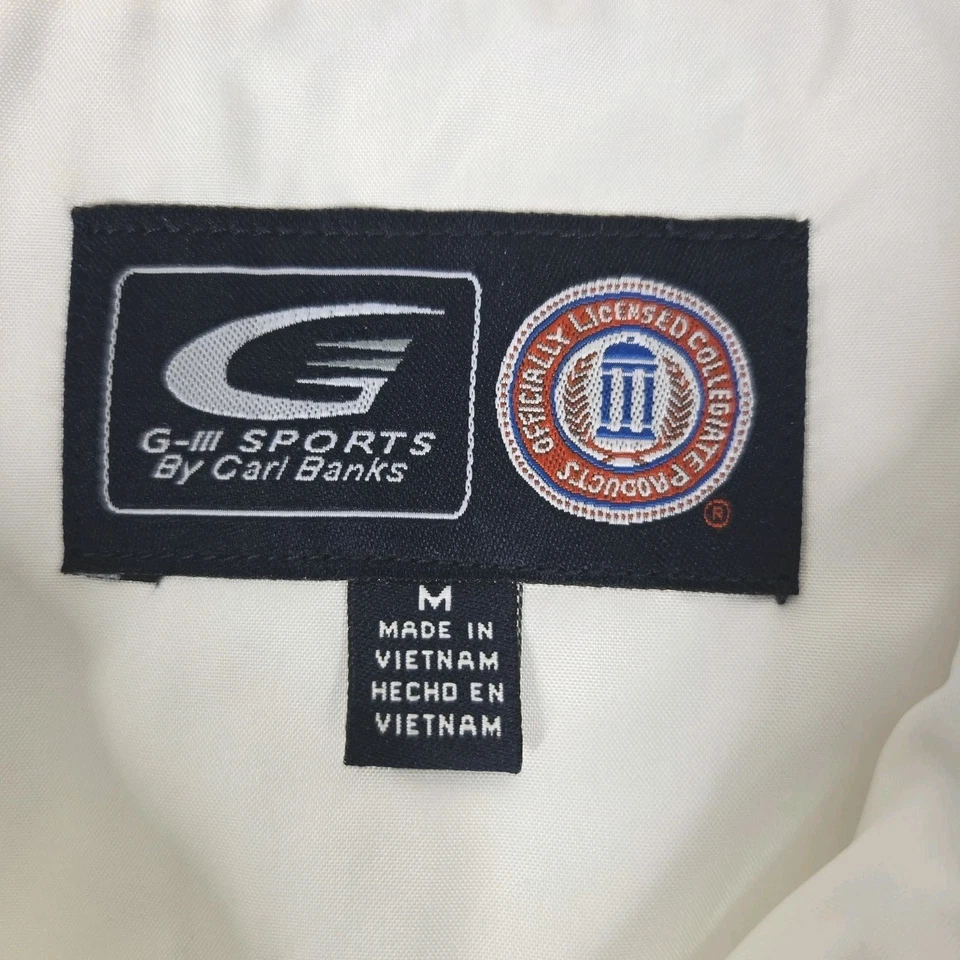 G-III SPORTS
By Carl Banks
OFFICIALLY LICENSED COLLEGIATE PRODUCTS
®
M
MADE IN
VIETNAM
HECHO EN
VIETNAM